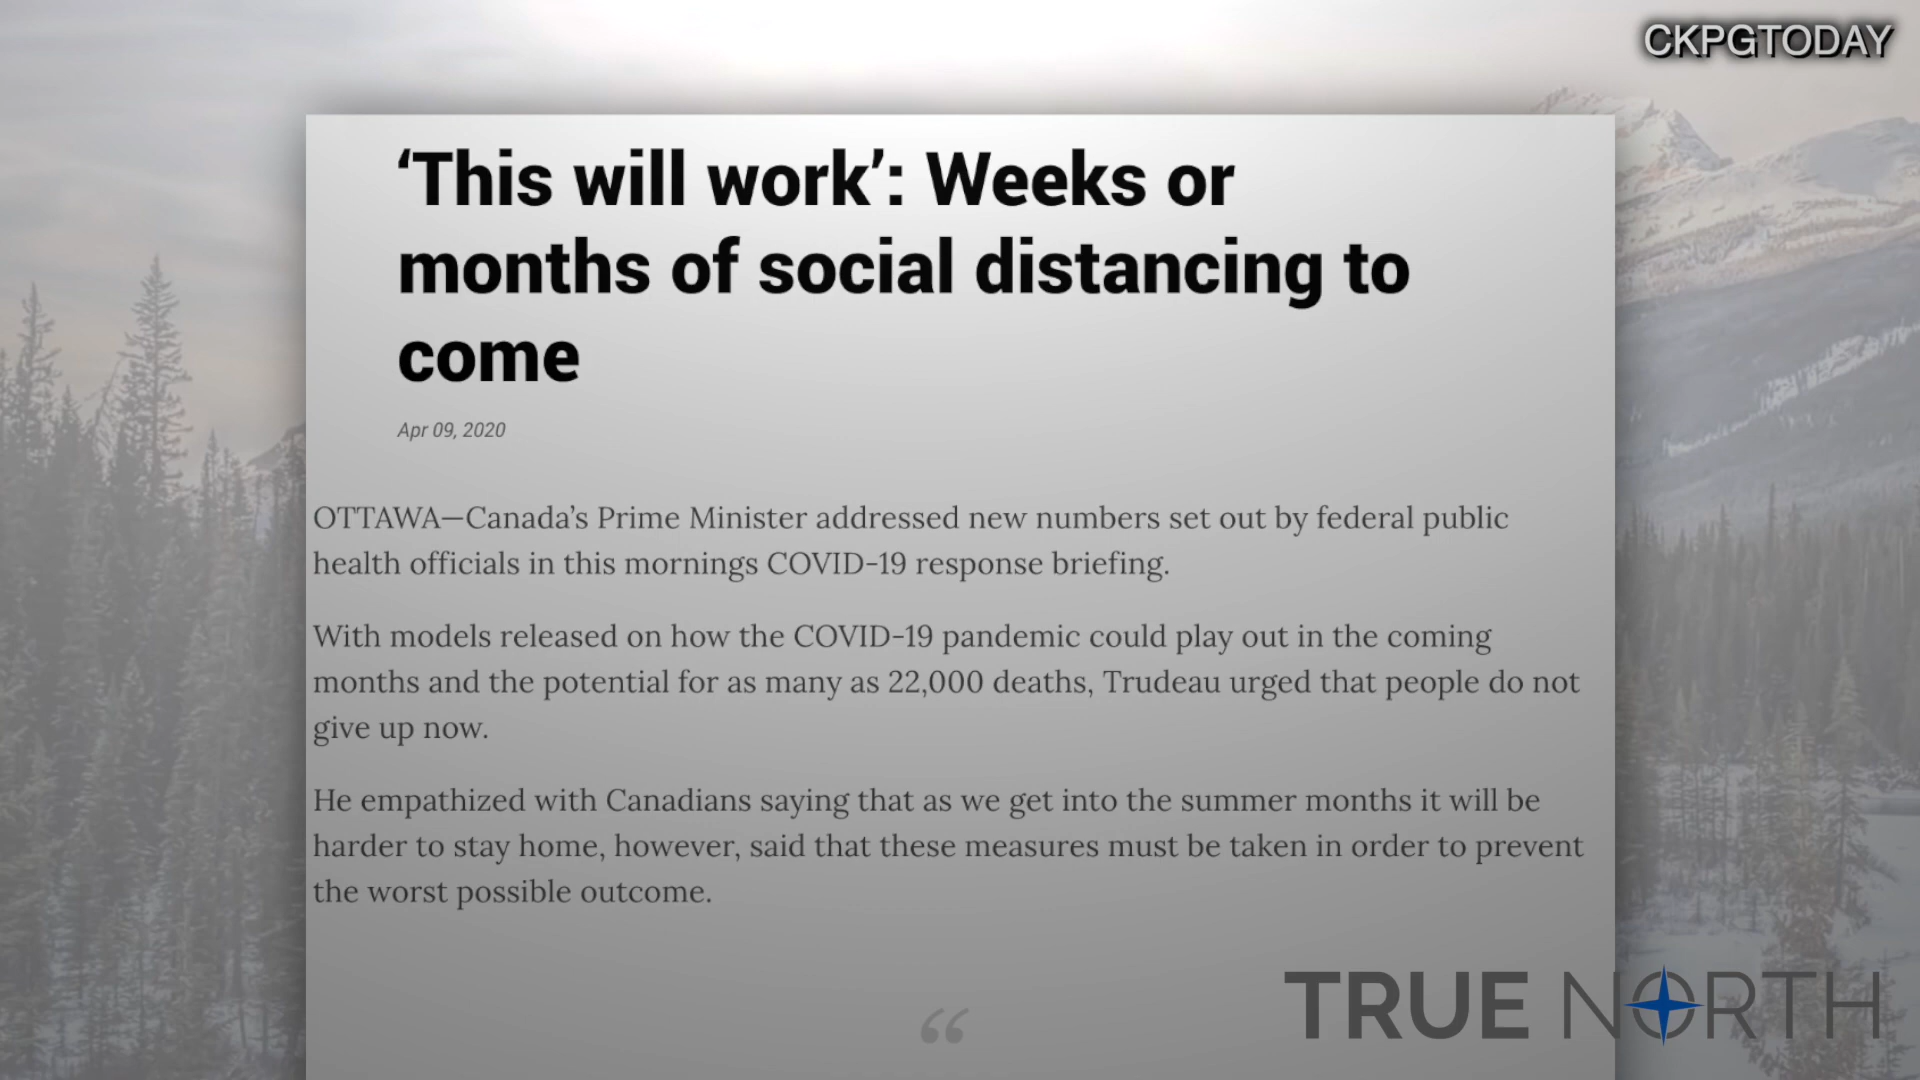 CKPGTODAY
‘This will work’: Weeks or
months of social distancing to
come
Apr 09, 2020
OTTAWA—Canada’s Prime Minister addressed new numbers set out by federal public
health officials in this mornings COVID-19 response briefing.
With models released on how the COVID-19 pandemic could play out in the coming
months and the potential for as many as 22,000 deaths, Trudeau urged that people do not
give up now.
He empathized with Canadians saying that as we get into the summer months it will be
harder to stay home, however, said that these measures must be taken in order to prevent
the worst possible outcome.
“
TRUE NORTH